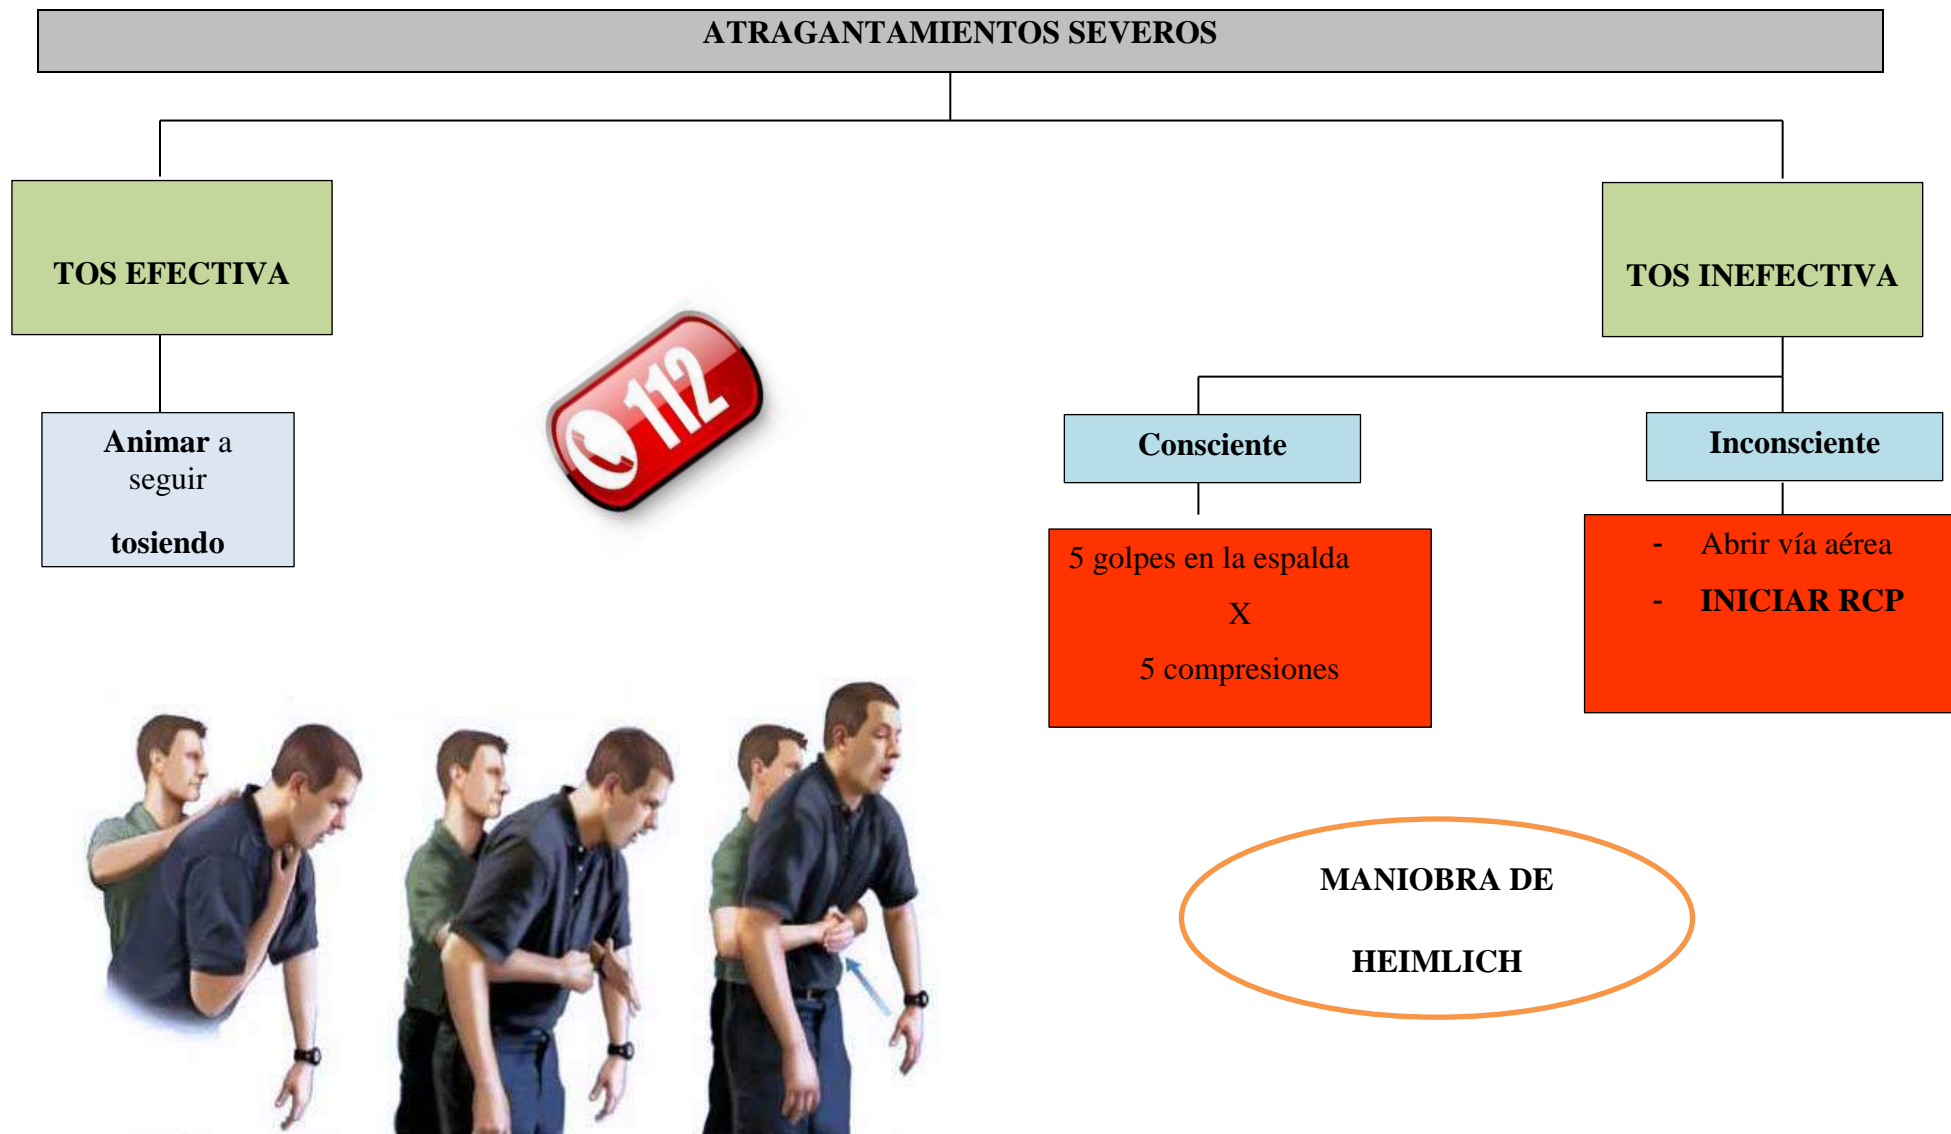 ATRAGANTAMIENTOS SEVEROS
TOS EFECTIVA
TOS INEFECTIVA
Animar a
seguir
tosiendo
112
Consciente
Inconsciente
5 golpes en la espalda
X
5 compresiones
- Abrir vía aérea
- INICIAR RCP
MANIOBRA DE
HEIMLICH